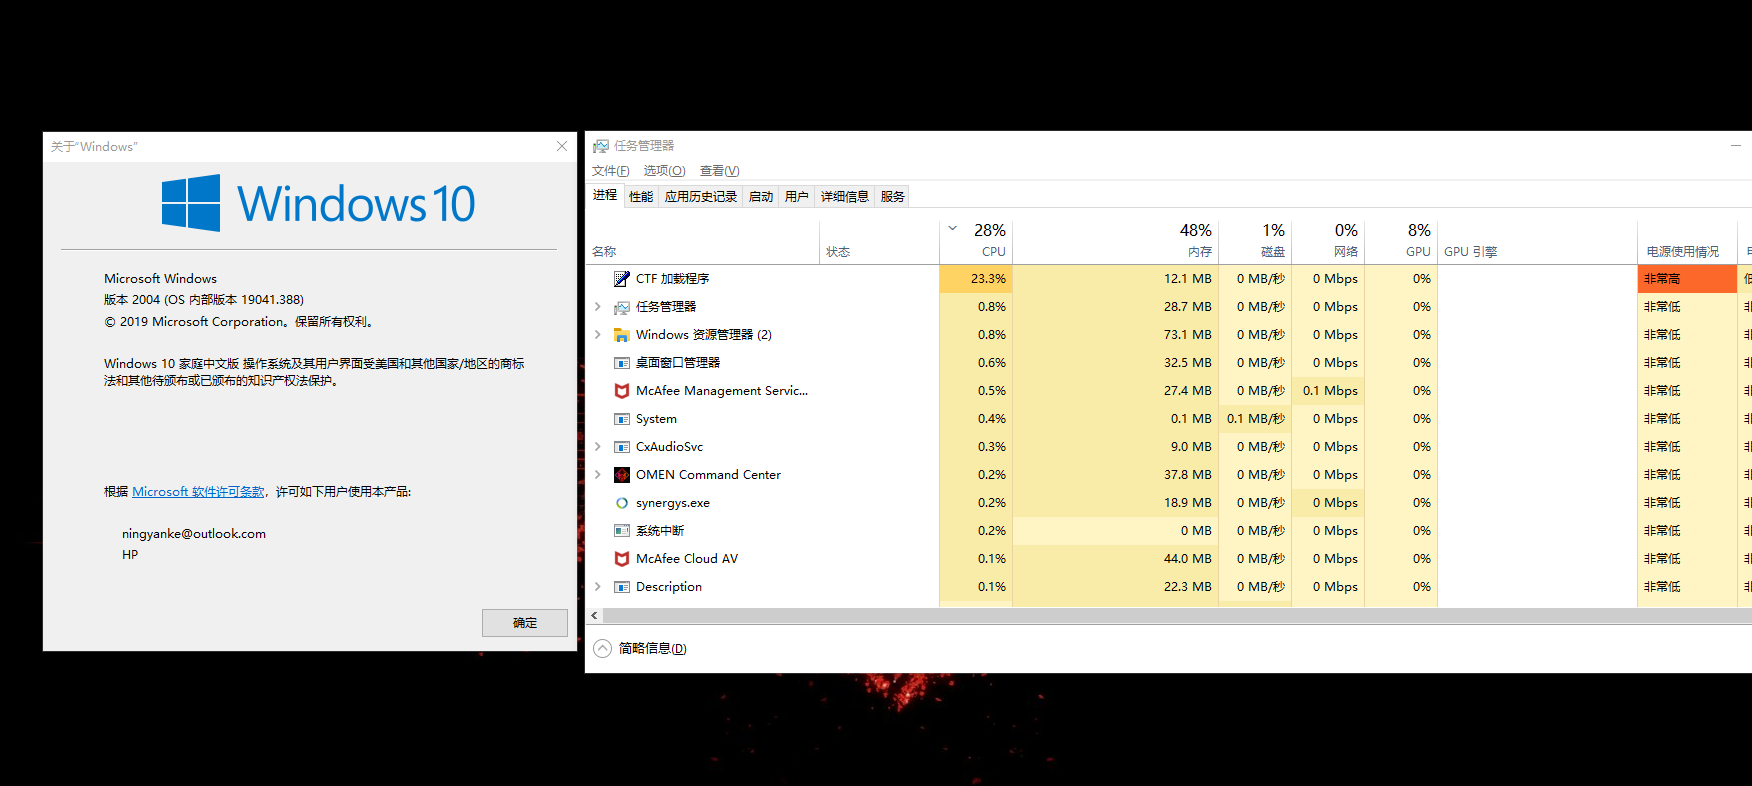 关于“Windows”
Windows 10
Microsoft Windows
版本 2004 (OS 内部版本 19041.388)
© 2019 Microsoft Corporation。保留所有权利。
Windows 10 家庭中文版 操作系统及其用户界面受美国和其他国家/地区的商标
法和其他待颁布或已颁布的知识产权法保护。
根据 Microsoft 软件许可条款，许可如下用户使用本产品:
ningyanke@outlook.com
HP
确定
任务管理器
文件(F) 选项(O) 查看(V)
进程 性能 应用历史记录 启动 用户 详细信息 服务
28% 48% 1% 0% 8%
名称 状态 CPU 内存 磁盘 网络 GPU GPU 引擎 电源使用情况
CTF 加载程序 23.3% 12.1 MB 0 MB/秒 0 Mbps 0% 非常高
任务管理器 0.8% 28.7 MB 0 MB/秒 0 Mbps 0% 非常低
Windows 资源管理器 (2) 0.8% 73.1 MB 0 MB/秒 0 Mbps 0% 非常低
桌面窗口管理器 0.6% 32.5 MB 0 MB/秒 0 Mbps 0% 非常低
McAfee Management Servic... 0.5% 27.4 MB 0 MB/秒 0.1 Mbps 0% 非常低
System 0.4% 0.1 MB 0.1 MB/秒 0 Mbps 0% 非常低
CxAudioSvc 0.3% 9.0 MB 0 MB/秒 0 Mbps 0% 非常低
OMEN Command Center 0.2% 37.8 MB 0 MB/秒 0 Mbps 0% 非常低
synergys.exe 0.2% 18.9 MB 0 MB/秒 0 Mbps 0% 非常低
系统中断 0.2% 0 MB 0 MB/秒 0 Mbps 0% 非常低
McAfee Cloud AV 0.1% 44.0 MB 0 MB/秒 0 Mbps 0% 非常低
Description 0.1% 22.3 MB 0 MB/秒 0 Mbps 0% 非常低
简略信息(D)